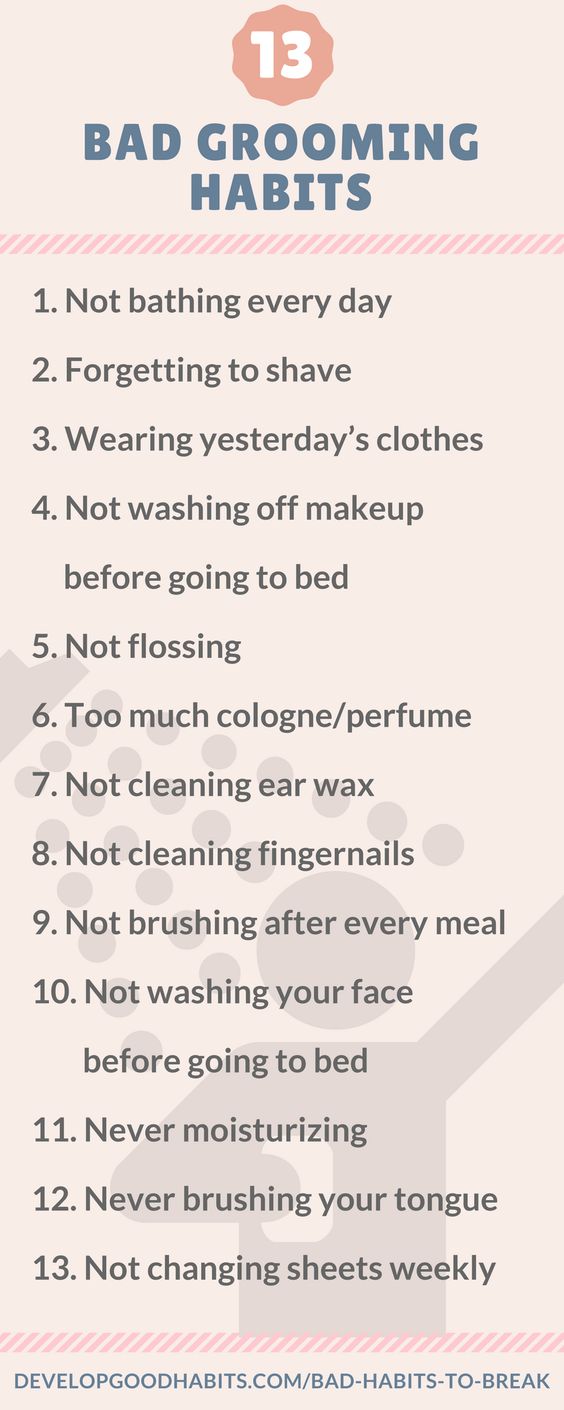 13
BAD GROOMING
HABITS
1. Not bathing every day
2. Forgetting to shave
3. Wearing yesterday’s clothes
4. Not washing off makeup
before going to bed
5. Not flossing
6. Too much cologne/perfume
7. Not cleaning ear wax
8. Not cleaning fingernails
9. Not brushing after every meal
10. Not washing your face
before going to bed
11. Never moisturizing
12. Never brushing your tongue
13. Not changing sheets weekly
DEVELOPGOODHABITS.COM/BAD-HABITS-TO-BREAK